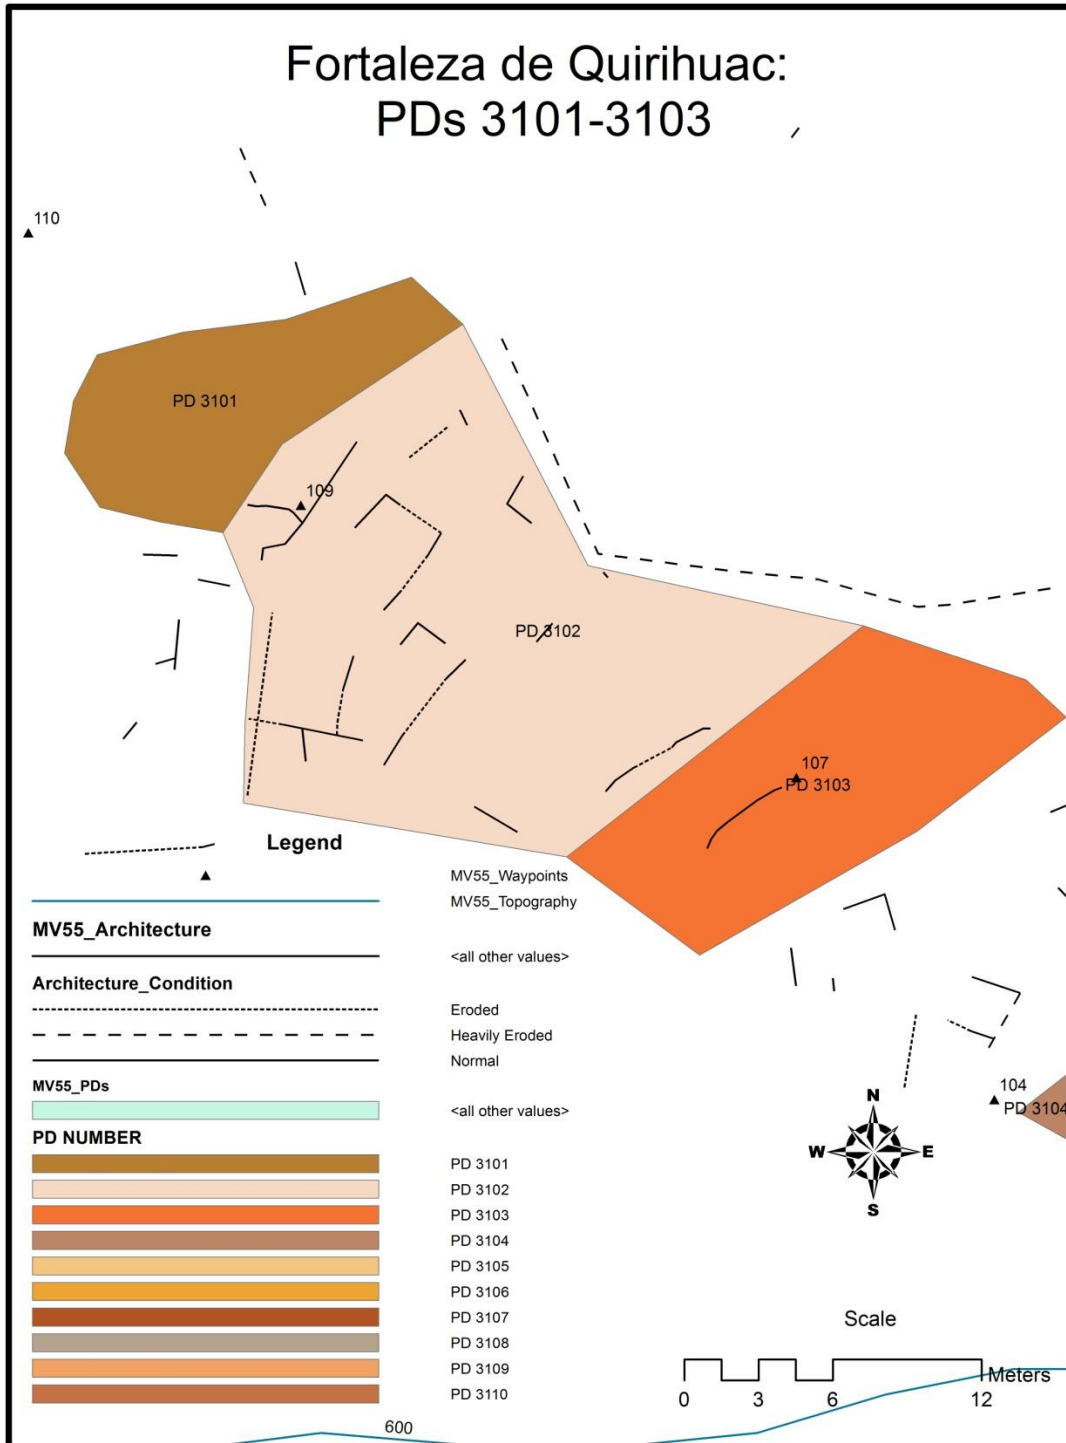 Fortaleza de Quirihuac:
PDs 3101-3103
110
PD 3101
109
PD 3102
107
PD 3103
Legend
MV55_Waypoints
MV55_Topography
MV55_Architecture
<all other values>
Architecture_Condition
Eroded
Heavily Eroded
Normal
MV55_PDs
<all other values>
PD NUMBER
PD 3101
PD 3102
PD 3103
PD 3104
PD 3105
PD 3106
PD 3107
PD 3108
PD 3109
PD 3110
104
PD 3104
N
W E
S
Scale
Meters
0 3 6 12
600